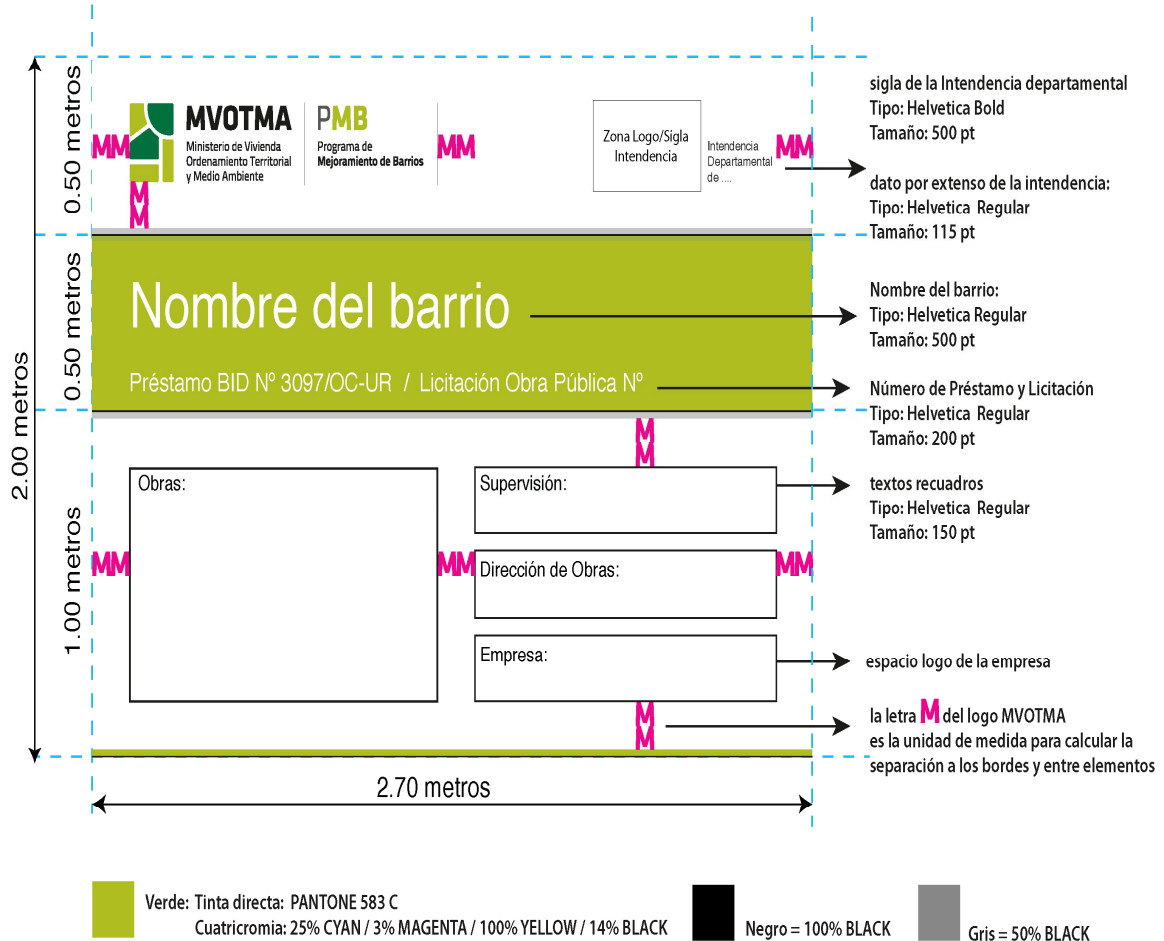 0.50 metros
MM
MVOTMA
Ministerio de Vivienda
Ordenamiento Territorial
y Medio Ambiente
PMB
Programa de
Mejoramiento de Barrios
MM
Zona Logo/Sigla
Intendencia
Intendencia
Departamental
de ....
MM
M
M
sigla de la Intendencia departamental
Tipo: Helvetica Bold
Tamaño: 500 pt
dato por extenso de la intendencia:
Tipo: Helvetica Regular
Tamaño: 115 pt
2.00 metros
0.50 metros
Nombre del barrio
Préstamo BID Nº 3097/OC-UR / Licitación Obra Pública Nº
Nombre del barrio:
Tipo: Helvetica Regular
Tamaño: 500 pt
Número de Préstamo y Licitación
Tipo: Helvetica Regular
Tamaño: 200 pt
1.00 metros
M
M
Obras:
Supervisión:
textos recuadros
Tipo: Helvetica Regular
Tamaño: 150 pt
MM
MM
Dirección de Obras:
MM
Empresa:
espacio logo de la empresa
M
M
la letra M del logo MVOTMA
es la unidad de medida para calcular la
separación a los bordes y entre elementos
2.70 metros
Verde: Tinta directa: PANTONE 583 C
Cuatricromia: 25% CYAN / 3% MAGENTA / 100% YELLOW / 14% BLACK
Negro = 100% BLACK
Gris = 50% BLACK